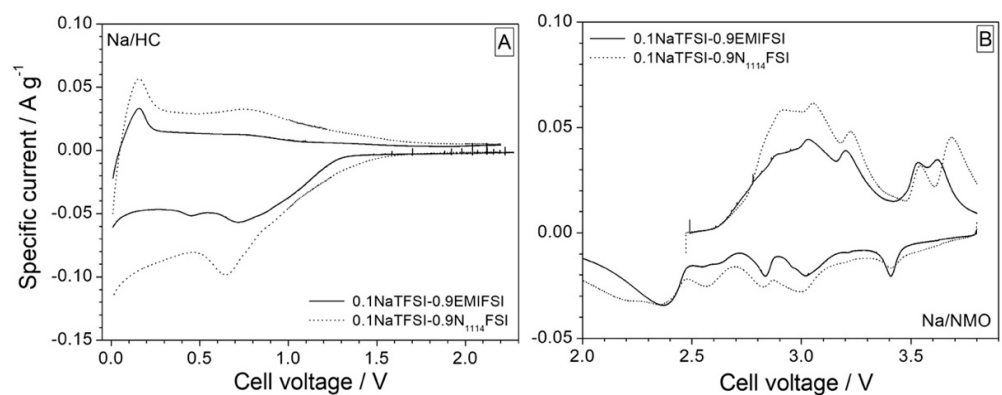 Na/HC
A
0.10
0.05
0.00
-0.05
-0.10
-0.15
Specific current / A g⁻¹
0.1NaTFSI-0.9EMIFSI
0.1NaTFSI-0.9N₁₁₁₄FSI
0.0 0.5 1.0 1.5 2.0
Cell voltage / V
B
0.1NaTFSI-0.9EMIFSI
0.1NaTFSI-0.9N₁₁₁₄FSI
0.10
0.05
0.00
-0.05
Na/NMO
2.0 2.5 3.0 3.5
Cell voltage / V